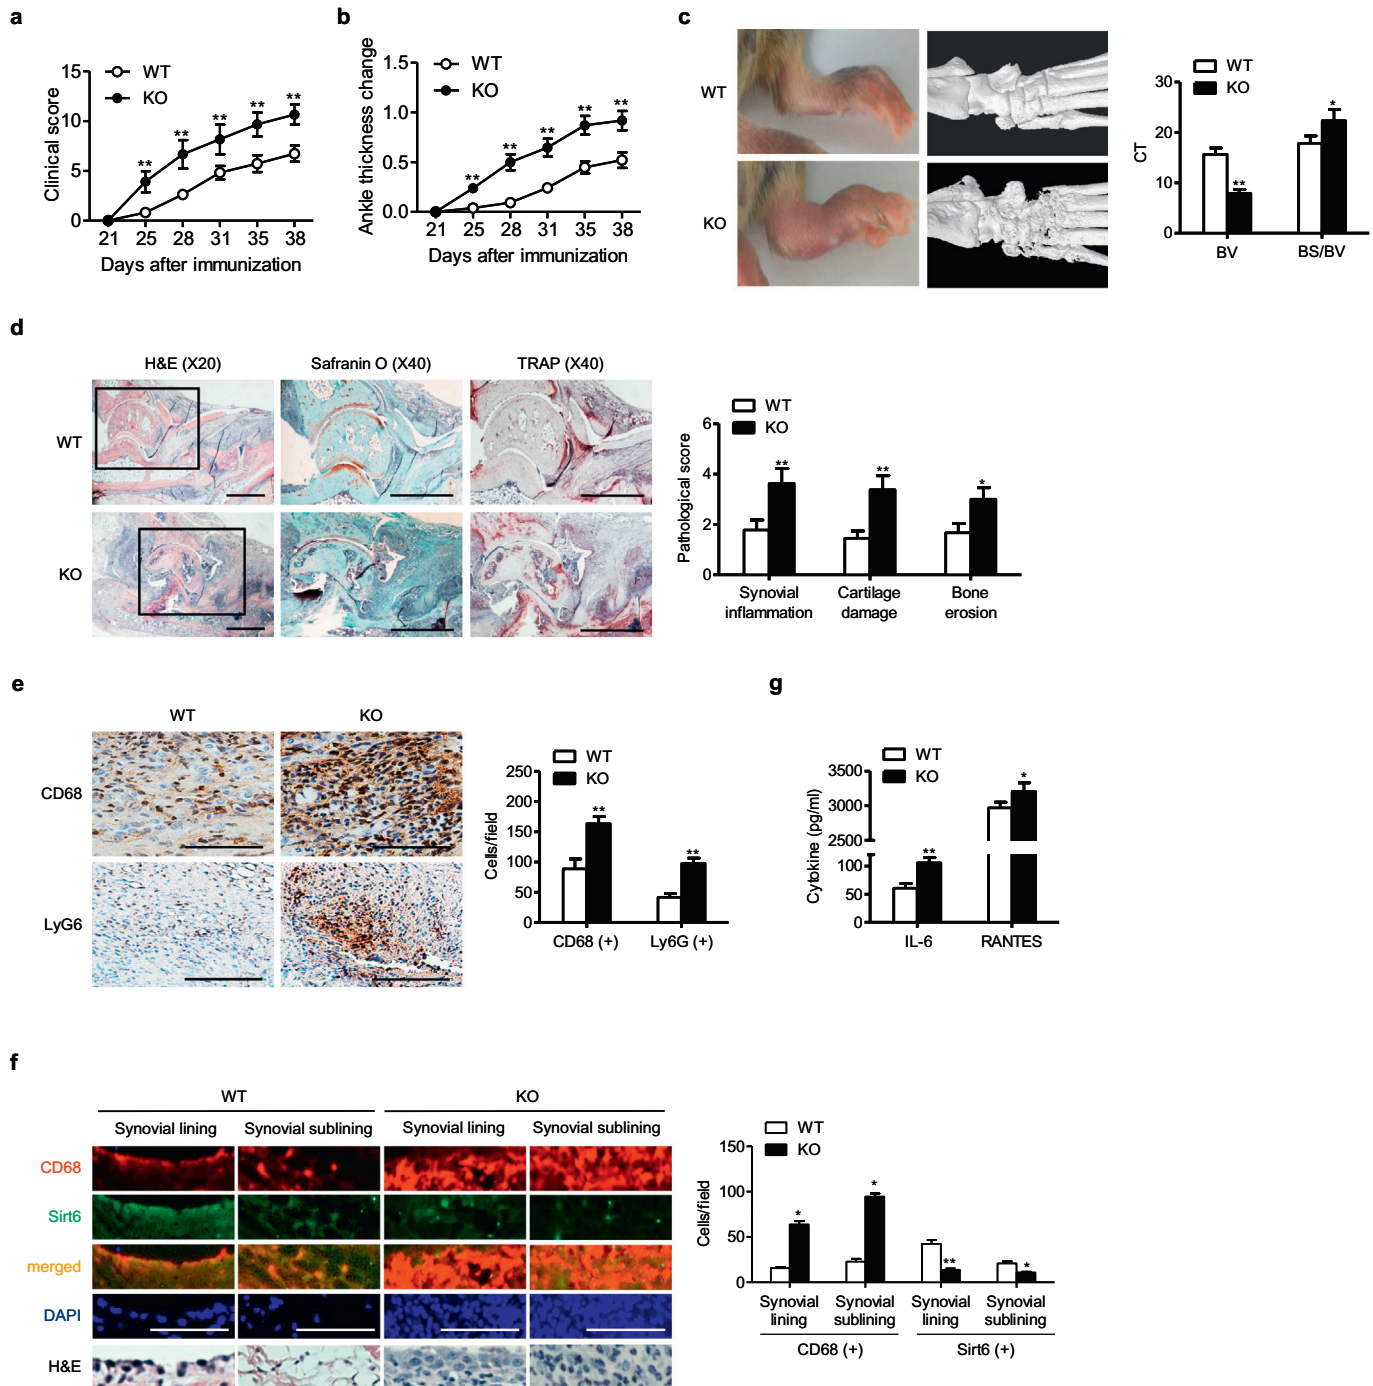 a
WT
KO
Clinical score
15
10
5
0
** ** ** ** **
21 25 28 31 35 38
Days after immunization
b
WT
KO
Ankle thickness change
1.5
1.0
0.5
0.0
** ** ** ** **
21 25 28 31 35 38
Days after immunization
c
WT
KO
WT
KO
CT
30
20
10
0
** *
BV BS/BV
d
H&E (X20) Safranin O (X40) TRAP (X40)
WT
KO
WT
KO
Pathological score
6
4
2
0
** ** *
Synovial inflammation
Cartilage damage
Bone erosion
e
WT KO
CD68
LyG6
WT
KO
Cells/field
250
200
150
100
50
0
** **
CD68 (+) Ly6G (+)
g
WT
KO
Cytokine (pg/ml)
3500
3000
2500
100
50
0
** *
IL-6 RANTES
f
WT KO
Synovial lining Synovial sublining Synovial lining Synovial sublining
CD68
Sirt6
merged
DAPI
H&E
WT
KO
Cells/field
150
100
50
0
* * ** *
Synovial lining
Synovial sublining
Synovial lining
Synovial sublining
CD68 (+) Sirt6 (+)